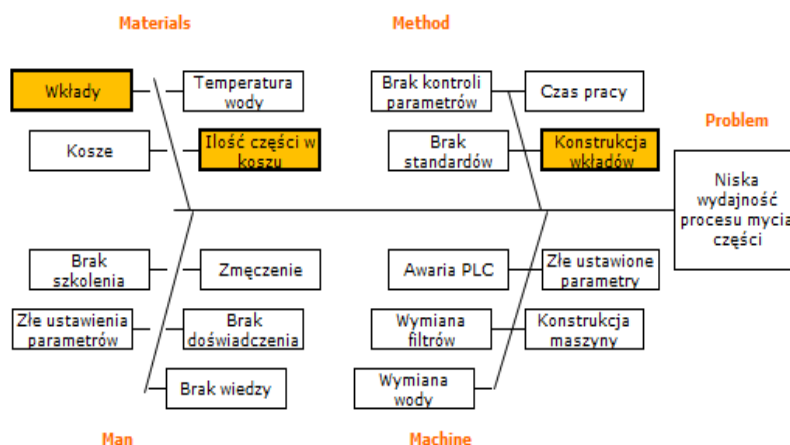 Materials
Method
Wkłady
Temperatura
wody
Brak kontroli
parametrów
Czas pracy
Problem
Kosze
Ilość części w
koszu
Brak
standardów
Konstrukcja
wkładów
Niska
wydajność
procesu mycia
części
Brak
szkolenia
Zmęczenie
Awaria PLC
Złe ustawione
parametry
Złe ustawienia
parametrów
Brak
doświadczenia
Wymiana
filtrów
Konstrukcja
maszyny
Brak wiedzy
Wymiana
wody
Man
Machine